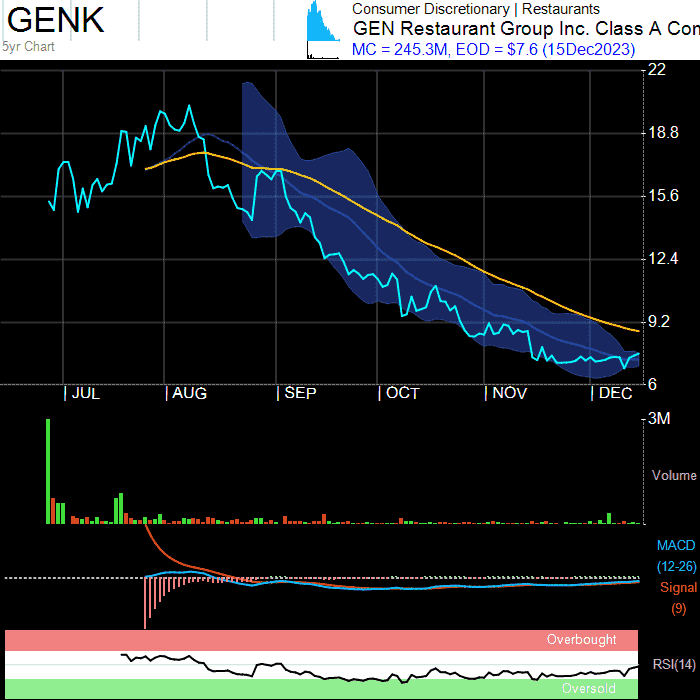 GENK
Consumer Discretionary | Restaurants
GEN Restaurant Group Inc. Class A Con
5yr Chart
MC = 245.3M, EOD = $7.6 (15Dec2023)
22
18.8
15.6
12.4
9.2
6
JUL
AUG
SEP
OCT
NOV
DEC
3M
Volume
MACD
(12-26)
Signal
(9)
Overbought
RSI(14)
Oversold